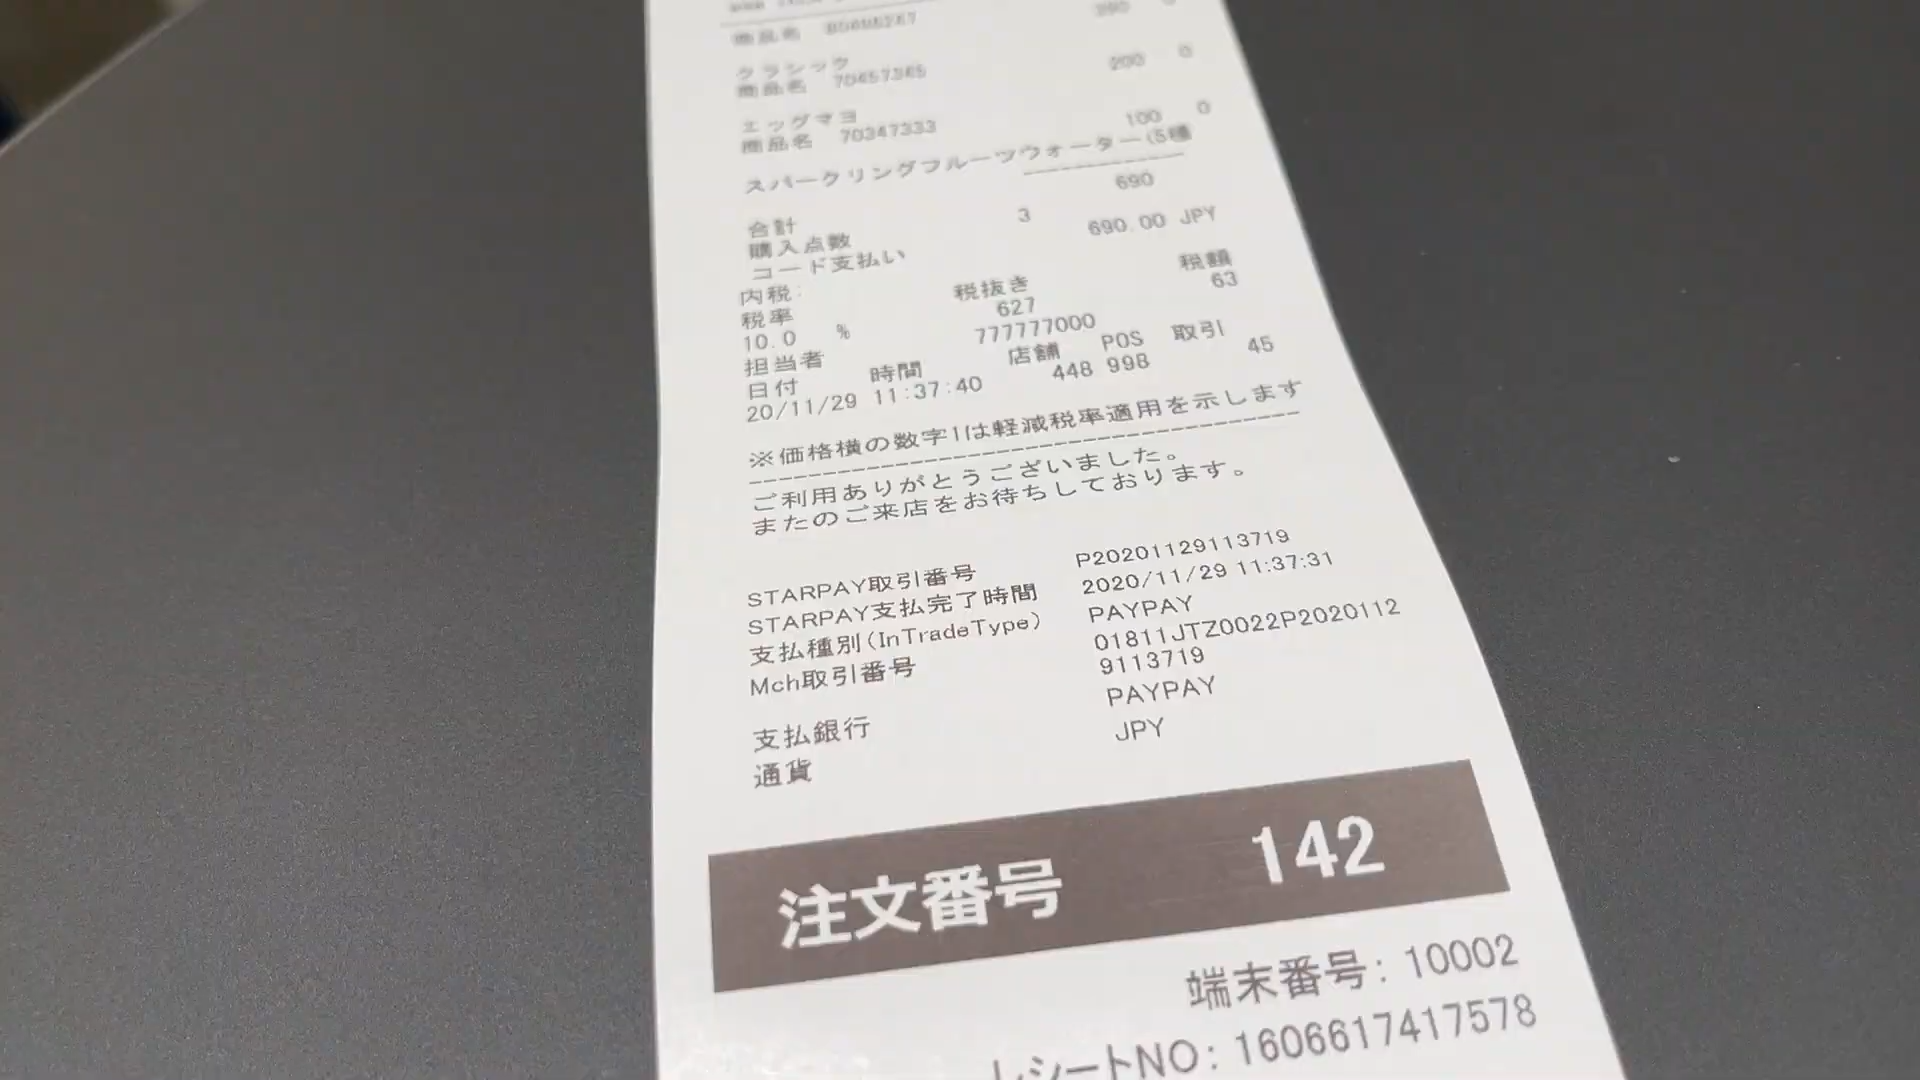 商品名 80686267 390 0
クラシック
商品名 70457345 200 0
エッグマヨ
商品名 70347333 100 0
スパークリングフルーツウォーター(5種
合計 690
購入点数 3
コード支払い 690.00 JPY
内税:
税率 税抜き 税額
10.0 % 627 63
担当者 777777000
日付 時間 店舗 POS 取引
20/11/29 11:37:40 448 998 45
※価格横の数字1は軽減税率適用を示します
ご利用ありがとうございました。
またのご来店をお待ちしております。
STARPAY取引番号 P20201129113719
STARPAY支払完了時間 2020/11/29 11:37:31
支払種別(InTradeType) PAYPAY
Mch取引番号 01811JTZ0022P2020112
9113719
支払銀行 PAYPAY
通貨 JPY
注文番号 142
端末番号: 10002
レシートNO: 1606617417578